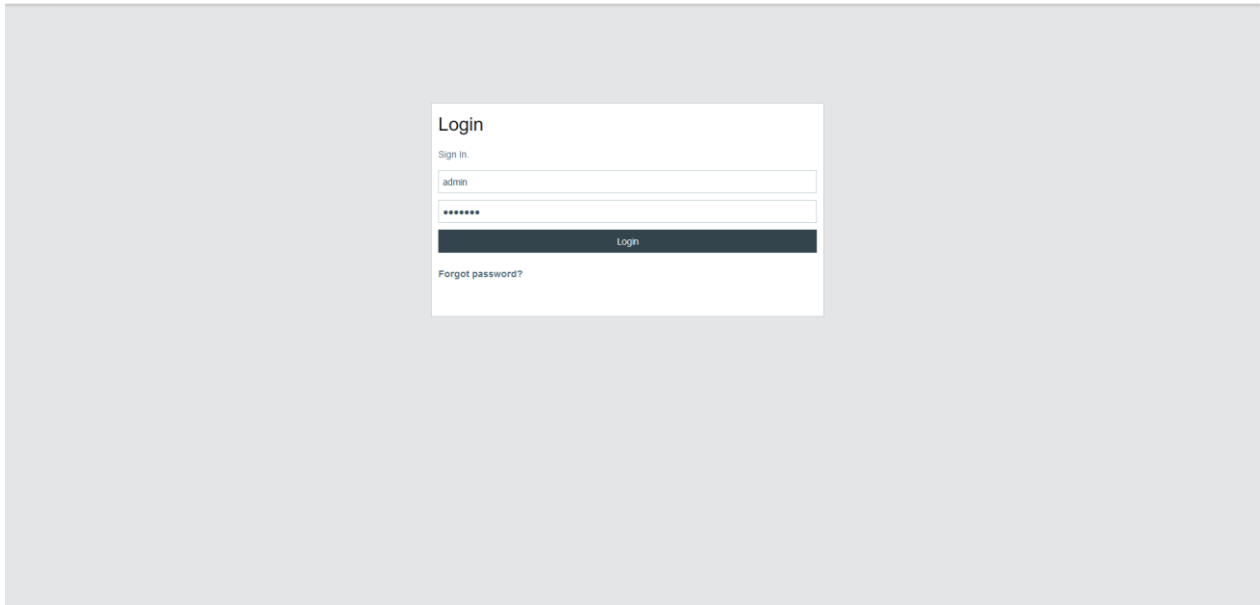 Login
Sign In.
admin
•••••••
Login
Forgot password?